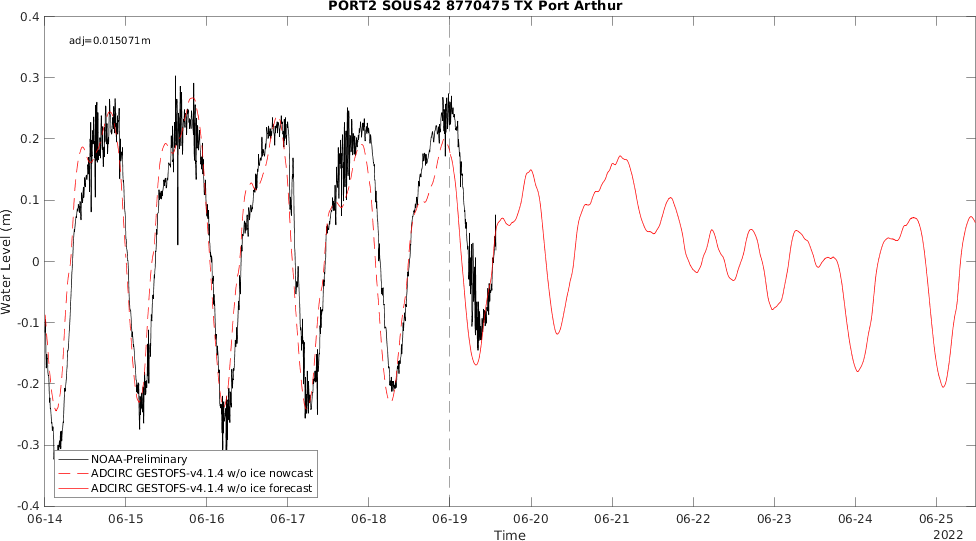 PORT2 SOUS42 8770475 TX Port Arthur
adj=0.015071m
0.4
0.3
0.2
0.1
0
-0.1
-0.2
-0.3
-0.4
Water Level (m)
NOAA-Preliminary
ADCIRC GESTOFS-v4.1.4 w/o ice nowcast
ADCIRC GESTOFS-v4.1.4 w/o ice forecast
06-14 06-15 06-16 06-17 06-18 06-19 06-20 06-21 06-22 06-23 06-24 06-25
Time
2022